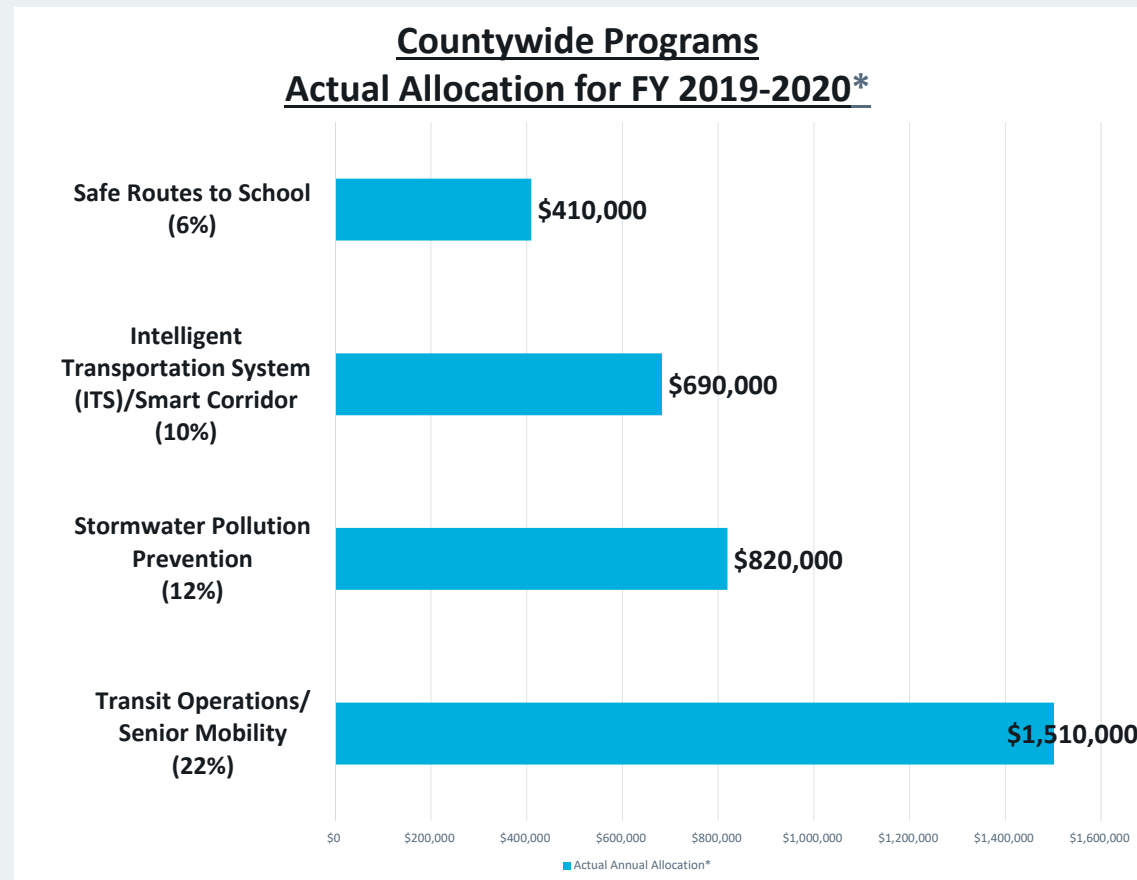 Countywide Programs
Actual Allocation for FY 2019-2020*
Safe Routes to School
(6%)
$410,000
Intelligent
Transportation System
(ITS)/Smart Corridor
(10%)
$690,000
Stormwater Pollution
Prevention
(12%)
$820,000
Transit Operations/
Senior Mobility
(22%)
$1,510,000
$0 $200,000 $400,000 $600,000 $800,000 $1,000,000 $1,200,000 $1,400,000 $1,600,000
Actual Annual Allocation*